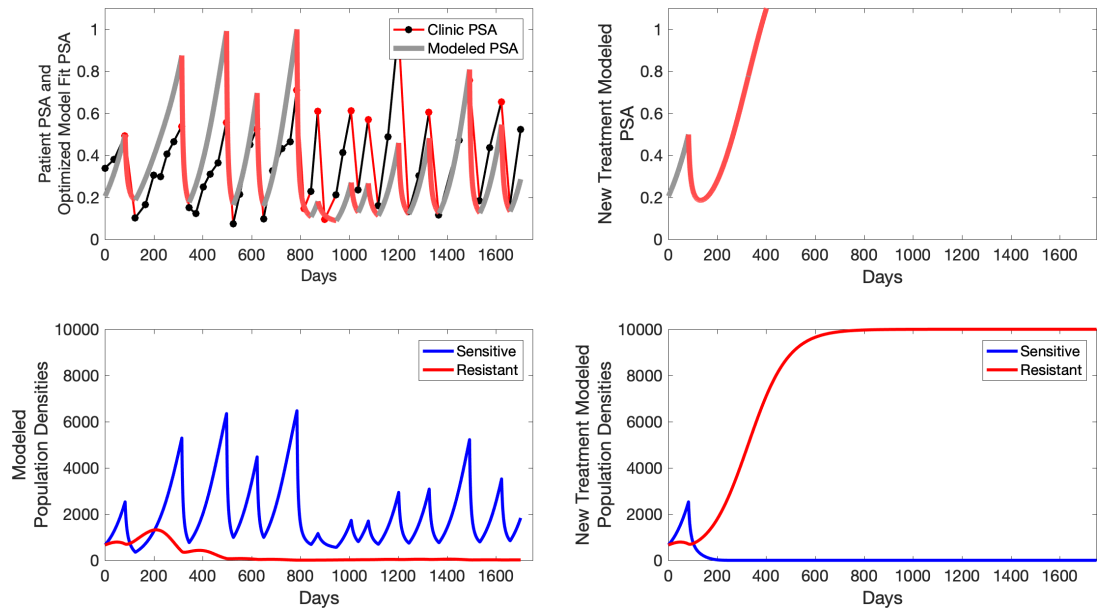 Patient PSA and
Optimized Model Fit PSA
1
0.8
0.6
0.4
0.2
0
Clinic PSA
Modeled PSA
0 200 400 600 800 1000 1200 1400 1600
Days
New Treatment Modeled
PSA
1
0.8
0.6
0.4
0.2
0
0 200 400 600 800 1000 1200 1400 1600
Days
Modeled
Population Densities
10000
8000
6000
4000
2000
0
Sensitive
Resistant
0 200 400 600 800 1000 1200 1400 1600
Days
New Treatment Modeled
Population Densities
10000
8000
6000
4000
2000
0
Sensitive
Resistant
0 200 400 600 800 1000 1200 1400 1600
Days